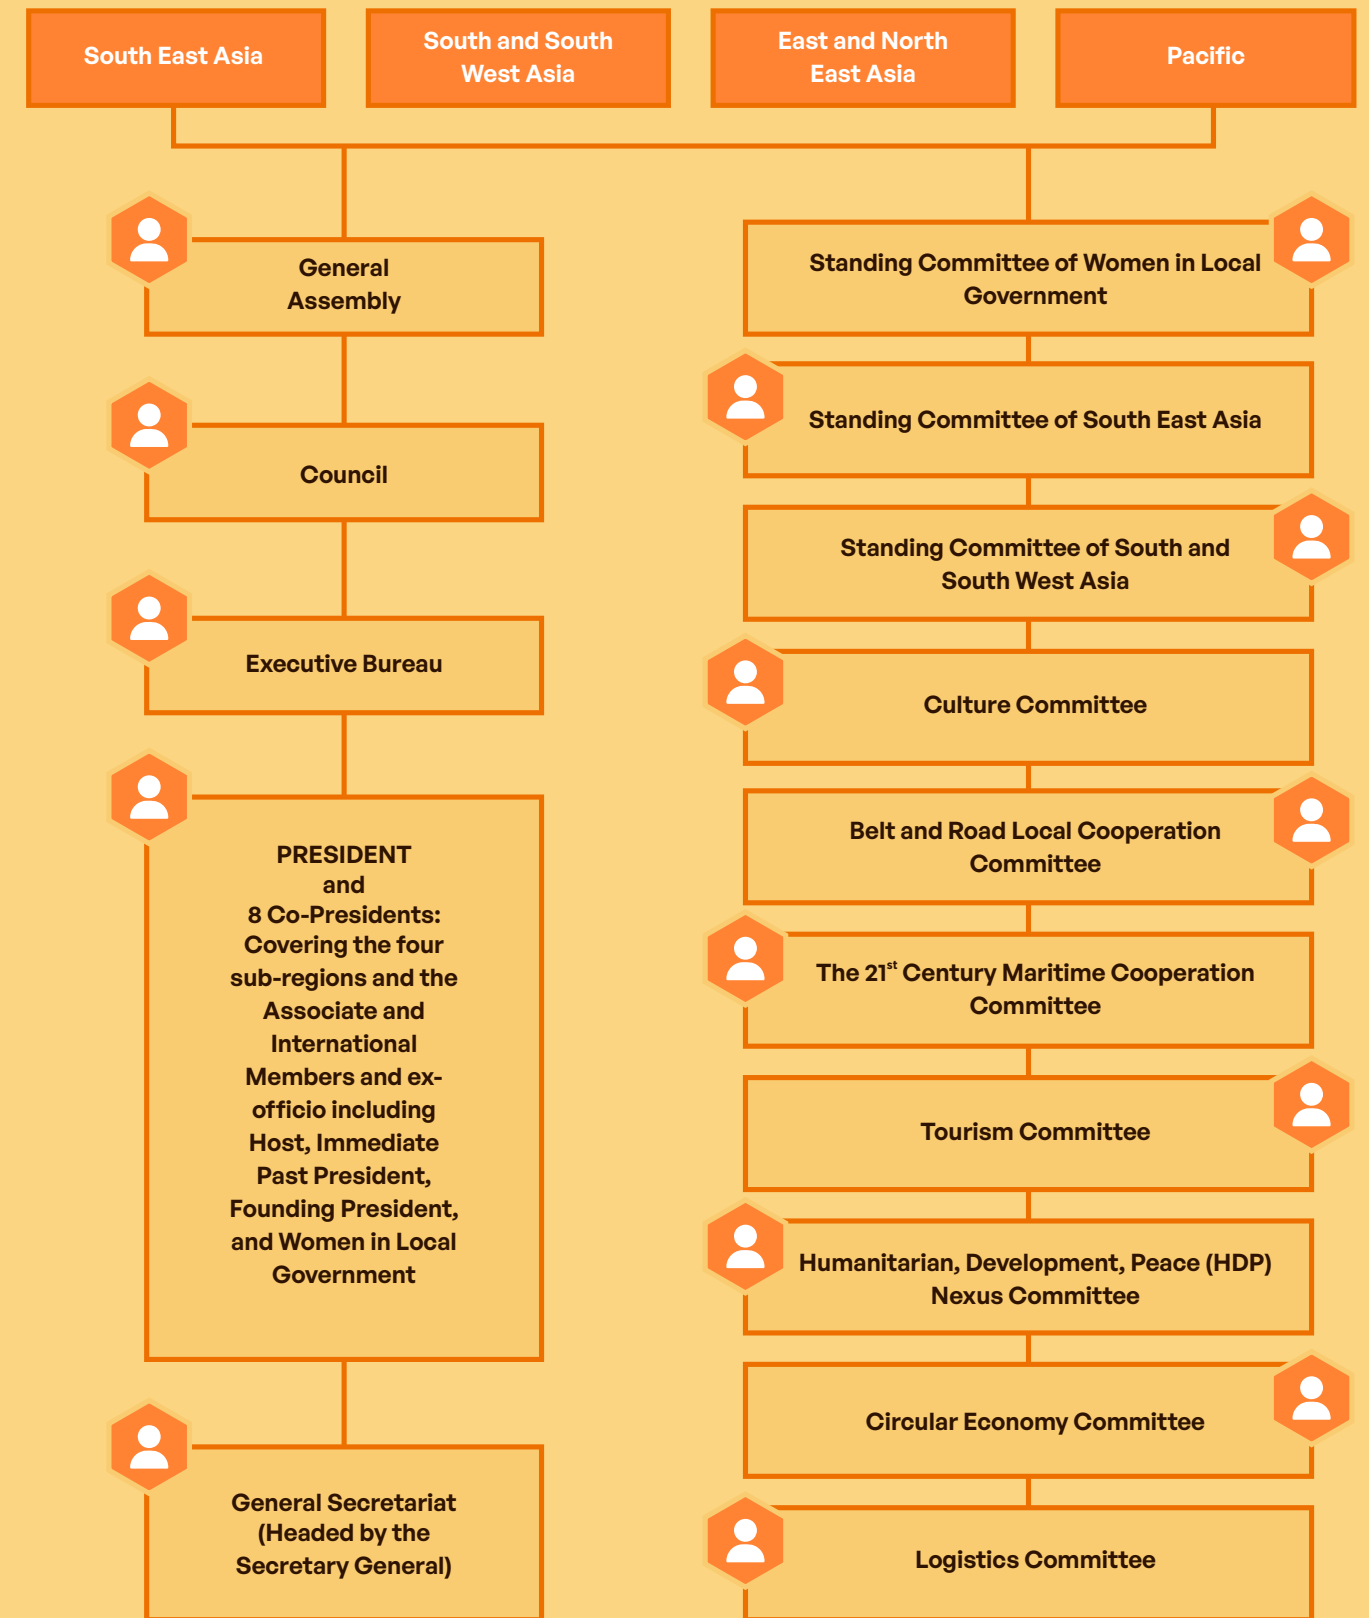 South East Asia
South and South
West Asia
East and North
East Asia
Pacific
General
Assembly
Council
Executive Bureau
PRESIDENT
and
8 Co-Presidents:
Covering the four
sub-regions and the
Associate and
International
Members and ex-
officio including
Host, Immediate
Past President,
Founding President,
and Women in Local
Government
General Secretariat
(Headed by the
Secretary General)
Standing Committee of Women in Local
Government
Standing Committee of South East Asia
Standing Committee of South and
South West Asia
Culture Committee
Belt and Road Local Cooperation
Committee
The 21st Century Maritime Cooperation
Committee
Tourism Committee
Humanitarian, Development, Peace (HDP)
Nexus Committee
Circular Economy Committee
Logistics Committee